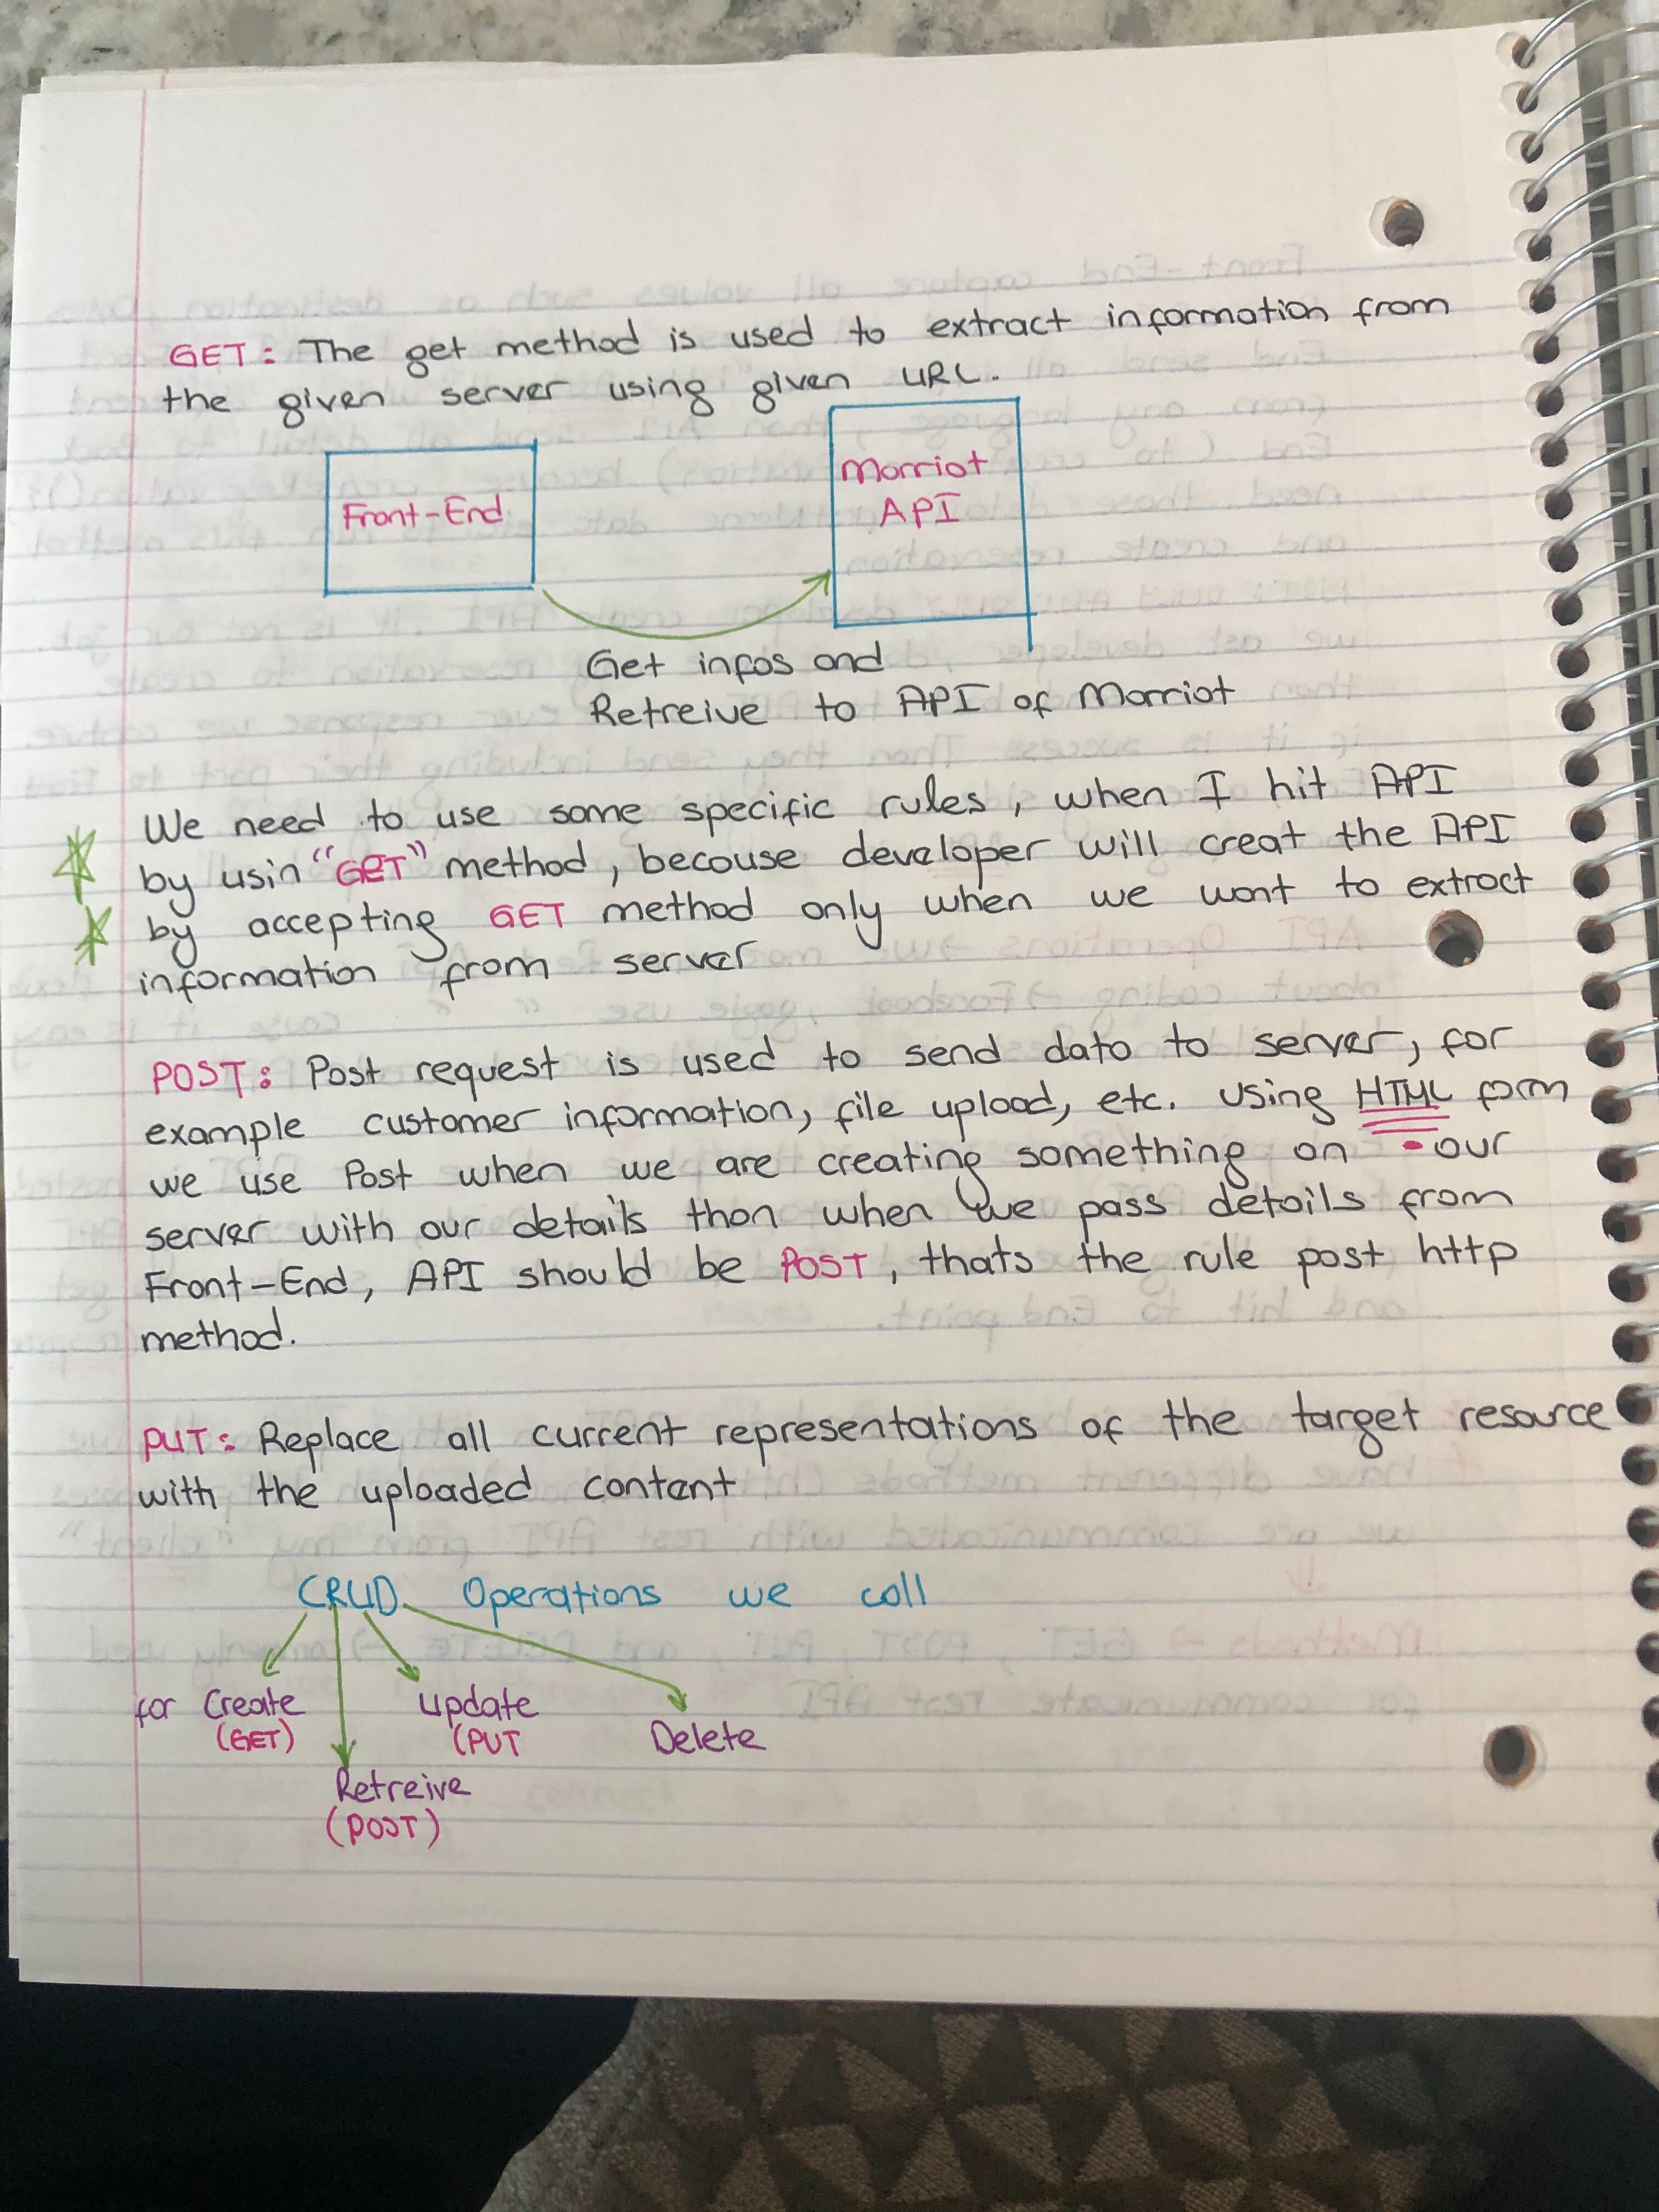 GET: The get method is used to extract information from
the given server using given URL.
Front-End
Morriot
API
Get infos and
Retreive to API of Morriot
We need to use some specific rules, when I hit API
by usin "GET" method, becouse developer will creat the API
by accepting GET method only when we wont to extract
information from server
POST: Post request is used to send data to server, for
example customer information, file upload, etc. using HTML form
we use Post when we are creating something on our
server with our details than when we pass details from
Front-End, API should be POST, thats the rule post http
method.
PUT: Replace all current representations of the target resource
with the uploaded content
CRUD Operations we call
for Create
(GET)
Update
(PUT
Delete
Retreive
(POST)